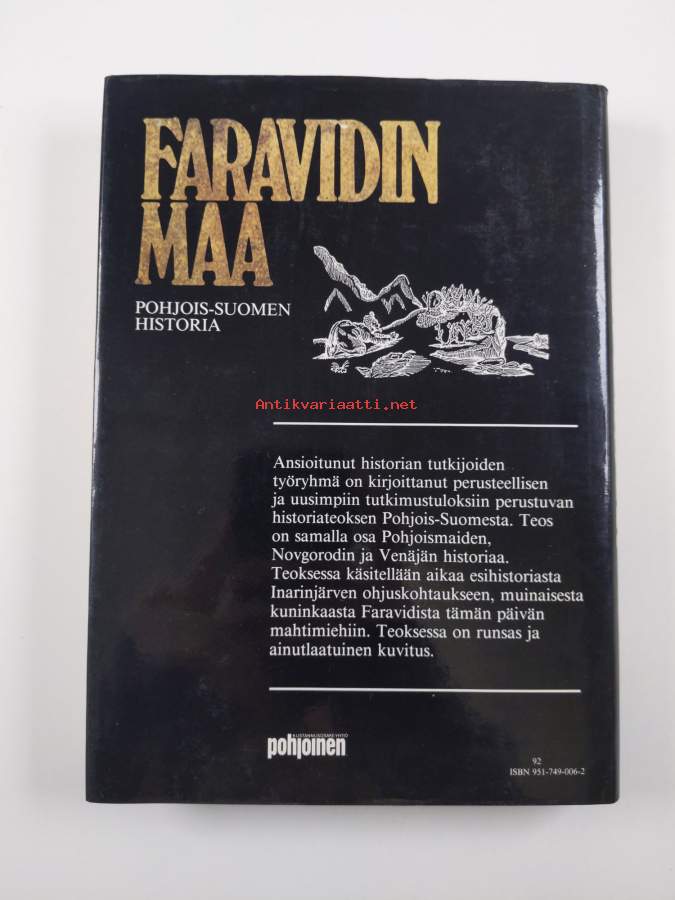 FARAVIDIN
MAA
POHJOIS-SUOMEN
HISTORIA
Antikvariaatti.net
Ansioitunut historian tutkijoiden
työryhmä on kirjoittanut perusteellisen
ja uusimpiin tutkimustuloksiin perustuvan
historiateoksen Pohjois-Suomesta. Teos
on samalla osa Pohjoismaiden,
Novgorodin ja Venäjän historiaa.
Teoksessa käsitellään aikaa esihistoriasta
Inarinjärven ohjuskohtaukseen, muinaisesta
kuninkaasta Faravidista tämän päivän
mahtimiehiin. Teoksessa on runsas ja
ainutlaatuinen kuvitus.
KUSTANNUSOSAKEYHTIÖ
pohjoinen
92
ISBN 951-749-006-2